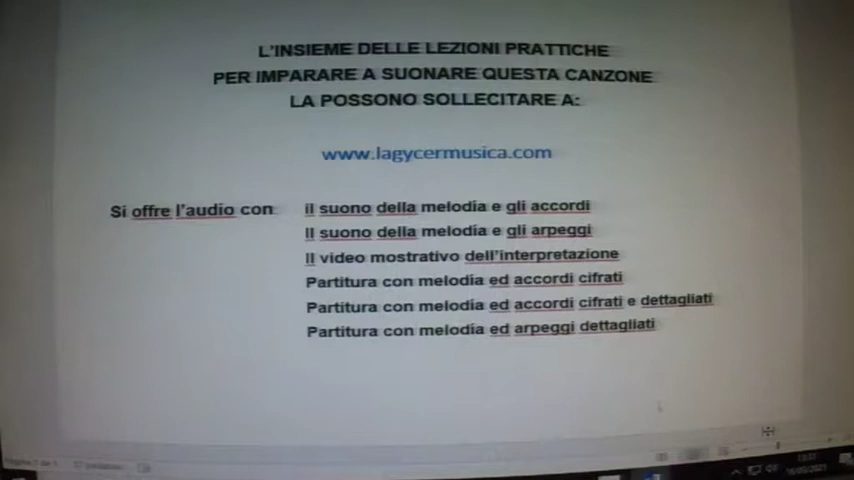 L'INSIEME DELLE LEZIONI PRATTICHE
PER IMPARARE A SUONARE QUESTA CANZONE
LA POSSONO SOLLECITARE A:
www.lagycermusica.com
Si offre l'audio con il suono della melodia e gli accordi
Il suono della melodia e gli arpeggi
Il video mostrativo dell'interpretazione
Partitura con melodia ed accordi cifrati
Partitura con melodia ed accordi cifrati e dettagliati
Partitura con melodia ed arpeggi dettagliati